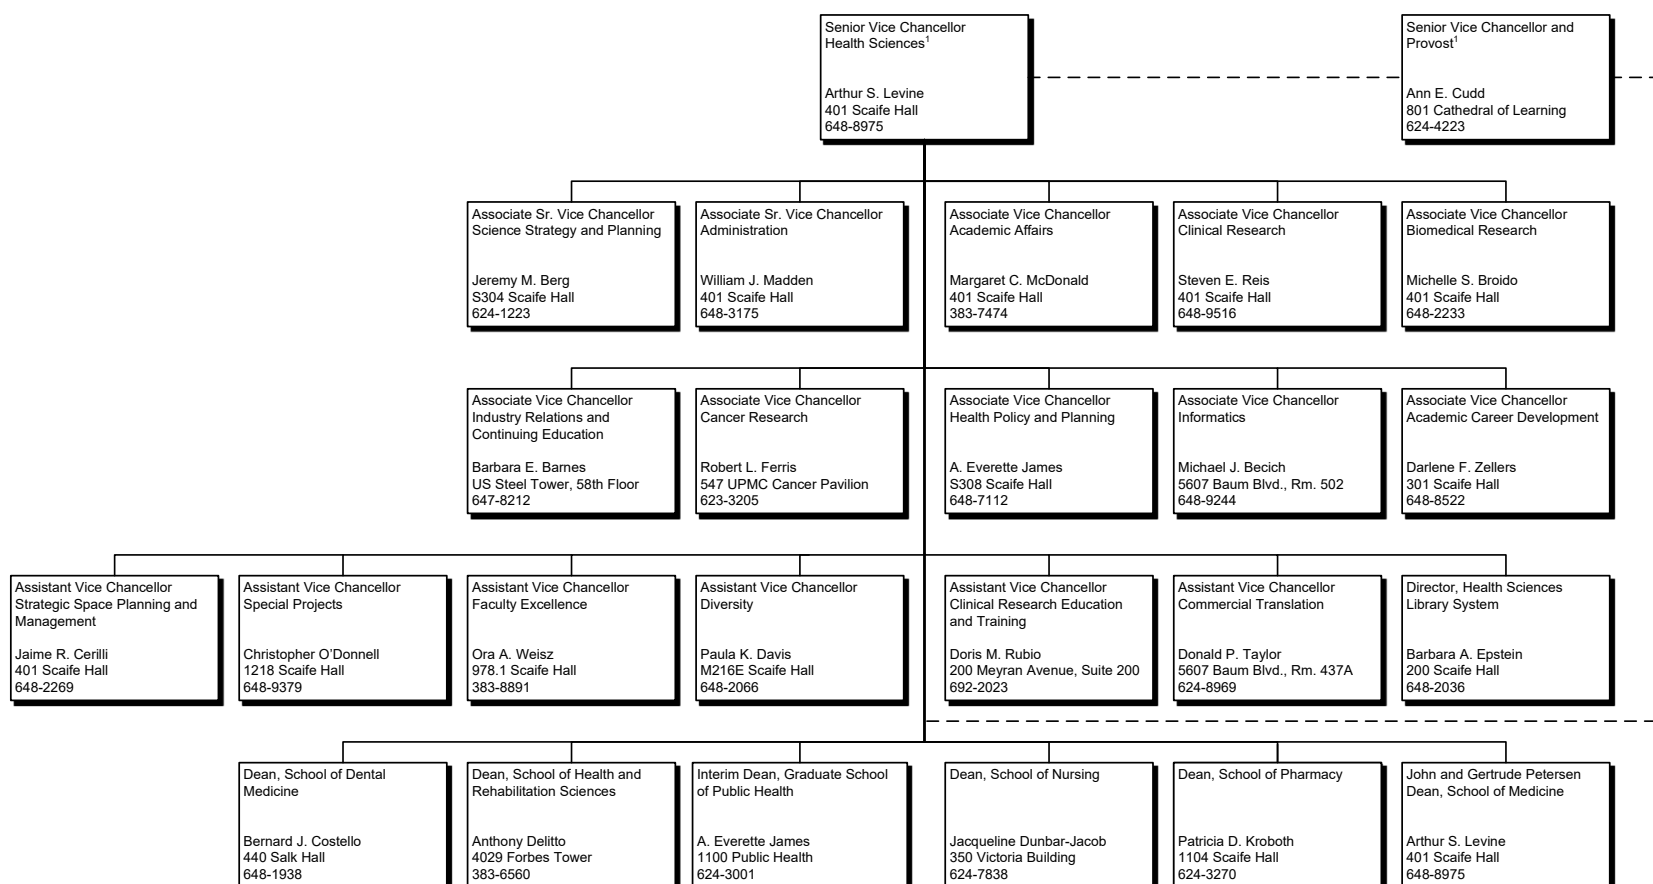 Senior Vice Chancellor
Health Sciences¹
Arthur S. Levine
401 Scaife Hall
648-8975
Senior Vice Chancellor and
Provost¹
Ann E. Cudd
801 Cathedral of Learning
624-4223
Associate Sr. Vice Chancellor
Science Strategy and Planning
Jeremy M. Berg
S304 Scaife Hall
624-1223
Associate Sr. Vice Chancellor
Administration
William J. Madden
401 Scaife Hall
648-3175
Associate Vice Chancellor
Academic Affairs
Margaret C. McDonald
401 Scaife Hall
383-7474
Associate Vice Chancellor
Clinical Research
Steven E. Reis
401 Scaife Hall
648-9516
Associate Vice Chancellor
Biomedical Research
Michelle S. Broido
401 Scaife Hall
648-2233
Associate Vice Chancellor
Industry Relations and
Continuing Education
Barbara E. Barnes
US Steel Tower, 58th Floor
647-8212
Associate Vice Chancellor
Cancer Research
Robert L. Ferris
547 UPMC Cancer Pavilion
623-3205
Associate Vice Chancellor
Health Policy and Planning
A. Everette James
S308 Scaife Hall
648-7112
Associate Vice Chancellor
Informatics
Michael J. Becich
5607 Baum Blvd., Rm. 502
648-9244
Associate Vice Chancellor
Academic Career Development
Darlene F. Zellers
301 Scaife Hall
648-8522
Assistant Vice Chancellor
Strategic Space Planning and
Management
Jaime R. Cerilli
401 Scaife Hall
648-2269
Assistant Vice Chancellor
Special Projects
Christopher O’Donnell
1218 Scaife Hall
648-9379
Assistant Vice Chancellor
Faculty Excellence
Ora A. Weisz
978.1 Scaife Hall
383-8891
Assistant Vice Chancellor
Diversity
Paula K. Davis
M216E Scaife Hall
648-2066
Assistant Vice Chancellor
Clinical Research Education
and Training
Doris M. Rubio
200 Meyran Avenue, Suite 200
692-2023
Assistant Vice Chancellor
Commercial Translation
Donald P. Taylor
5607 Baum Blvd., Rm. 437A
624-8969
Director, Health Sciences
Library System
Barbara A. Epstein
200 Scaife Hall
648-2036
Dean, School of Dental
Medicine
Bernard J. Costello
440 Salk Hall
648-1938
Dean, School of Health and
Rehabilitation Sciences
Anthony Delitto
4029 Forbes Tower
383-6560
Interim Dean, Graduate School
of Public Health
A. Everette James
1100 Public Health
624-3001
Dean, School of Nursing
Jacqueline Dunbar-Jacob
350 Victoria Building
624-7838
Dean, School of Pharmacy
Patricia D. Kroboth
1104 Scaife Hall
624-3270
John and Gertrude Petersen
Dean, School of Medicine
Arthur S. Levine
401 Scaife Hall
648-8975